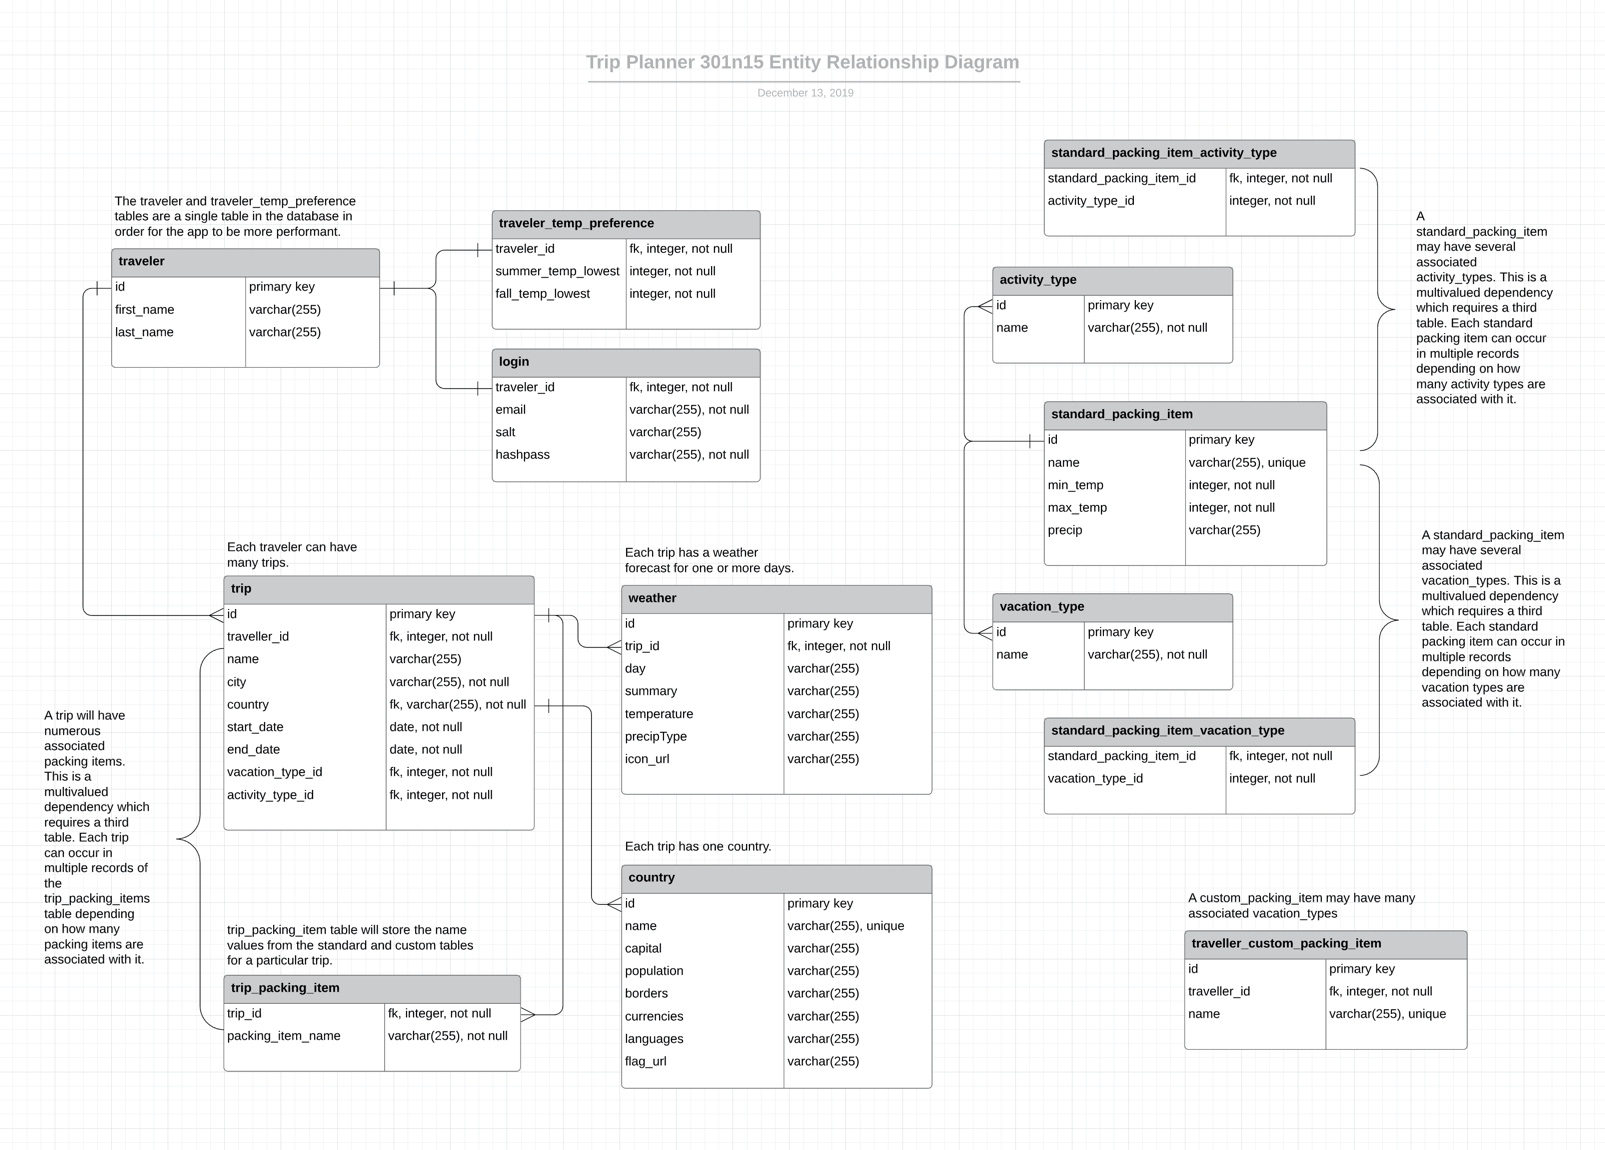 Trip Planner 301n15 Entity Relationship Diagram
December 13, 2019
The traveler and traveler_temp_preference
tables are a single table in the database in
order for the app to be more performant.
traveler
id primary key
first_name varchar(255)
last_name varchar(255)
traveler_temp_preference
traveler_id fk, integer, not null
summer_temp_lowest integer, not null
fall_temp_lowest integer, not null
login
traveler_id fk, integer, not null
email varchar(255), not null
salt varchar(255)
hashpass varchar(255), not null
standard_packing_item_activity_type
standard_packing_item_id fk, integer, not null
activity_type_id integer, not null
activity_type
id primary key
name varchar(255), not null
standard_packing_item
id primary key
name varchar(255), unique
min_temp integer, not null
max_temp integer, not null
precip varchar(255)
vacation_type
id primary key
name varchar(255), not null
standard_packing_item_vacation_type
standard_packing_item_id fk, integer, not null
vacation_type_id integer, not null
A
standard_packing_item
may have several
associated
activity_types. This is a
multivalued dependency
which requires a third
table. Each standard
packing item can occur
in multiple records
depending on how
many activity types are
associated with it.
A standard_packing_item
may have several
associated
vacation_types. This is a
multivalued dependency
which requires a third
table. Each standard
packing item can occur in
multiple records
depending on how many
vacation types are
associated with it.
Each traveler can have
many trips.
trip
id primary key
traveller_id fk, integer, not null
name varchar(255)
city varchar(255), not null
country fk, varchar(255), not null
start_date date, not null
end_date date, not null
vacation_type_id fk, integer, not null
activity_type_id fk, integer, not null
Each trip has a weather
forecast for one or more days.
weather
id primary key
trip_id fk, integer, not null
day varchar(255)
summary varchar(255)
temperature varchar(255)
precipType varchar(255)
icon_url varchar(255)
A trip will have
numerous
associated
packing items.
This is a
multivalued
dependency which
requires a third
table. Each trip
can occur in
multiple records of
the
trip_packing_items
table depending
on how many
packing items are
associated with it.
trip_packing_item table will store the name
values from the standard and custom tables
for a particular trip.
trip_packing_item
trip_id fk, integer, not null
packing_item_name varchar(255), not null
Each trip has one country.
country
id primary key
name varchar(255), unique
capital varchar(255)
population varchar(255)
borders varchar(255)
currencies varchar(255)
languages varchar(255)
flag_url varchar(255)
A custom_packing_item may have many
associated vacation_types
traveller_custom_packing_item
id primary key
traveller_id fk, integer, not null
name varchar(255), unique